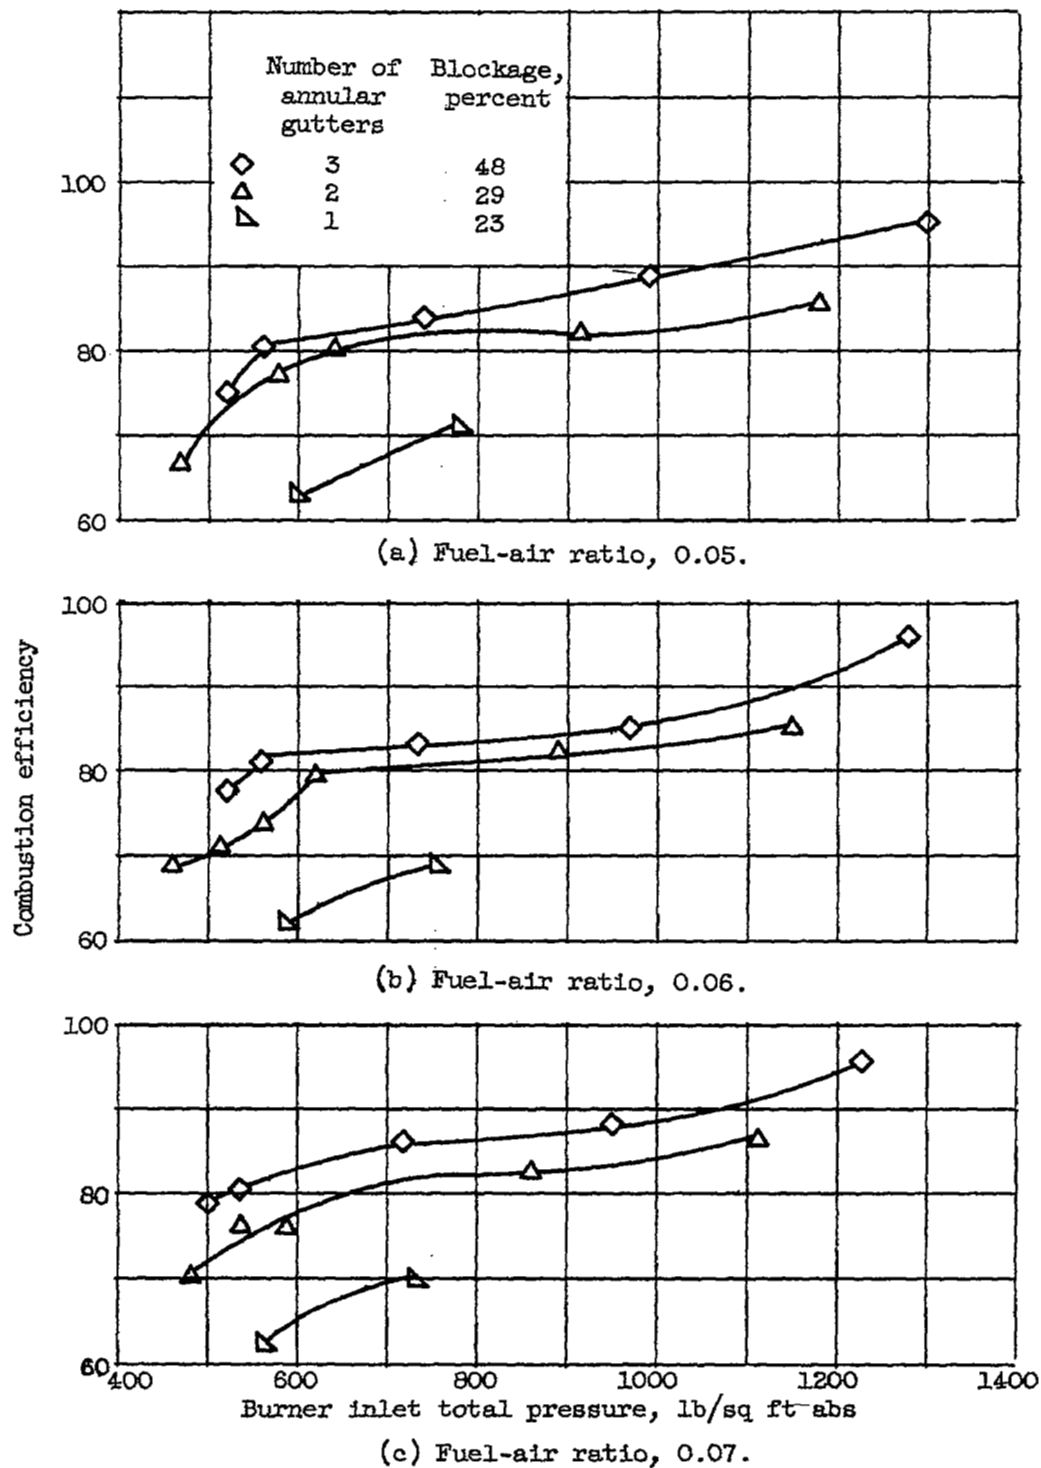 Number of Blockage,
annular percent
gutters
3 48
2 29
1 23
100
80
60
(a) Fuel-air ratio, 0.05.
100
80
60
Combustion efficiency
(b) Fuel-air ratio, 0.06.
100
80
60
400 600 800 1000 1200 1400
Burner inlet total pressure, lb/sq ft abs
(c) Fuel-air ratio, 0.07.